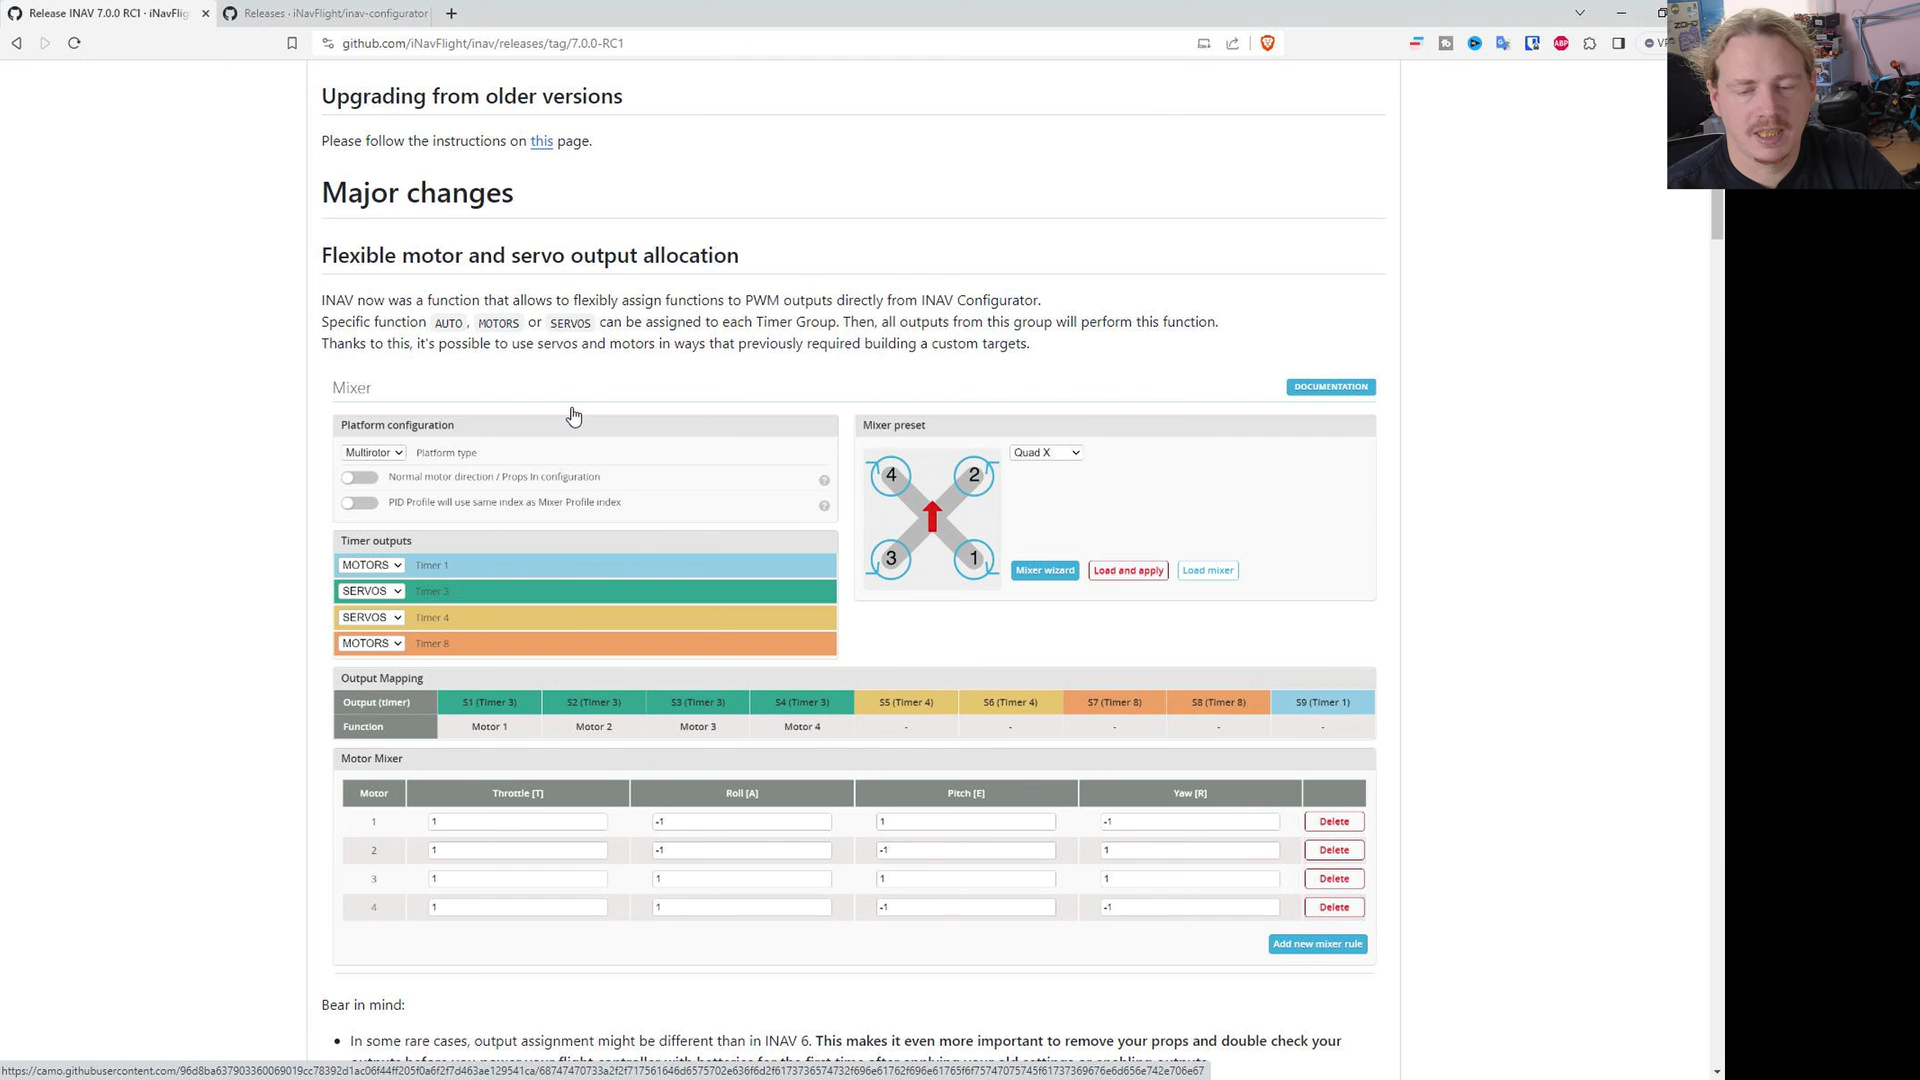 Release INAV 7.0.0 RC1 · iNavFlig
Releases · iNavFlight/inav-configurator
github.com/iNavFlight/inav/releases/tag/7.0.0-RC1
Upgrading from older versions
Please follow the instructions on this page.
Major changes
Flexible motor and servo output allocation
INAV now was a function that allows to flexibly assign functions to PWM outputs directly from INAV Configurator.
Specific function AUTO, MOTORS or SERVOS can be assigned to each Timer Group. Then, all outputs from this group will perform this function.
Thanks to this, it's possible to use servos and motors in ways that previously required building a custom targets.
Mixer
DOCUMENTATION
Platform configuration
Multirotor Platform type
Normal motor direction / Props In configuration
PID Profile will use same index as Mixer Profile index
Mixer preset
4 2
3 1
Quad X
Mixer wizard Load and apply Load mixer
Timer outputs
MOTORS Timer 1
SERVOS Timer 3
SERVOS Timer 4
MOTORS Timer 8
Output Mapping
Output (timer) S1 (Timer 3) S2 (Timer 3) S3 (Timer 3) S4 (Timer 3) S5 (Timer 4) S6 (Timer 4) S7 (Timer 8) S8 (Timer 8) S9 (Timer 1)
Function Motor 1 Motor 2 Motor 3 Motor 4 - - - - -
Motor Mixer
Motor Throttle [T] Roll [A] Pitch [E] Yaw [R]
1 1 -1 1 -1 Delete
2 1 -1 -1 1 Delete
3 1 1 1 1 Delete
4 1 1 -1 -1 Delete
Add new mixer rule
Bear in mind:
• In some rare cases, output assignment might be different than in INAV 6. This makes it even more important to remove your props and double check your